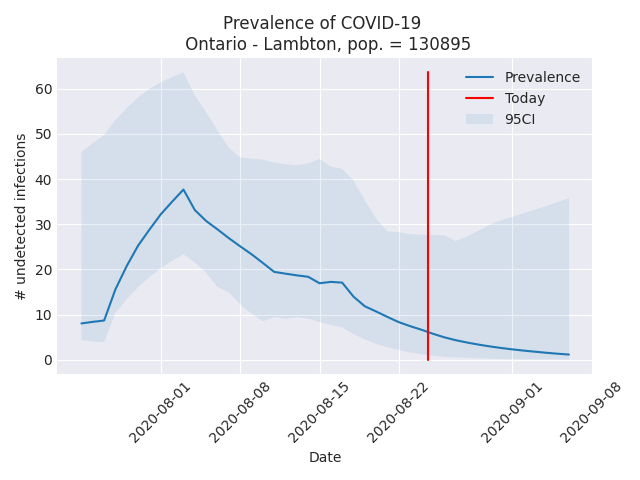 Prevalence of COVID-19
Ontario - Lambton, pop. = 130895
Prevalence
Today
95CI
# undetected infections
60
50
40
30
20
10
0
2020-08-01
2020-08-08
2020-08-15
2020-08-22
2020-09-01
2020-09-08
Date